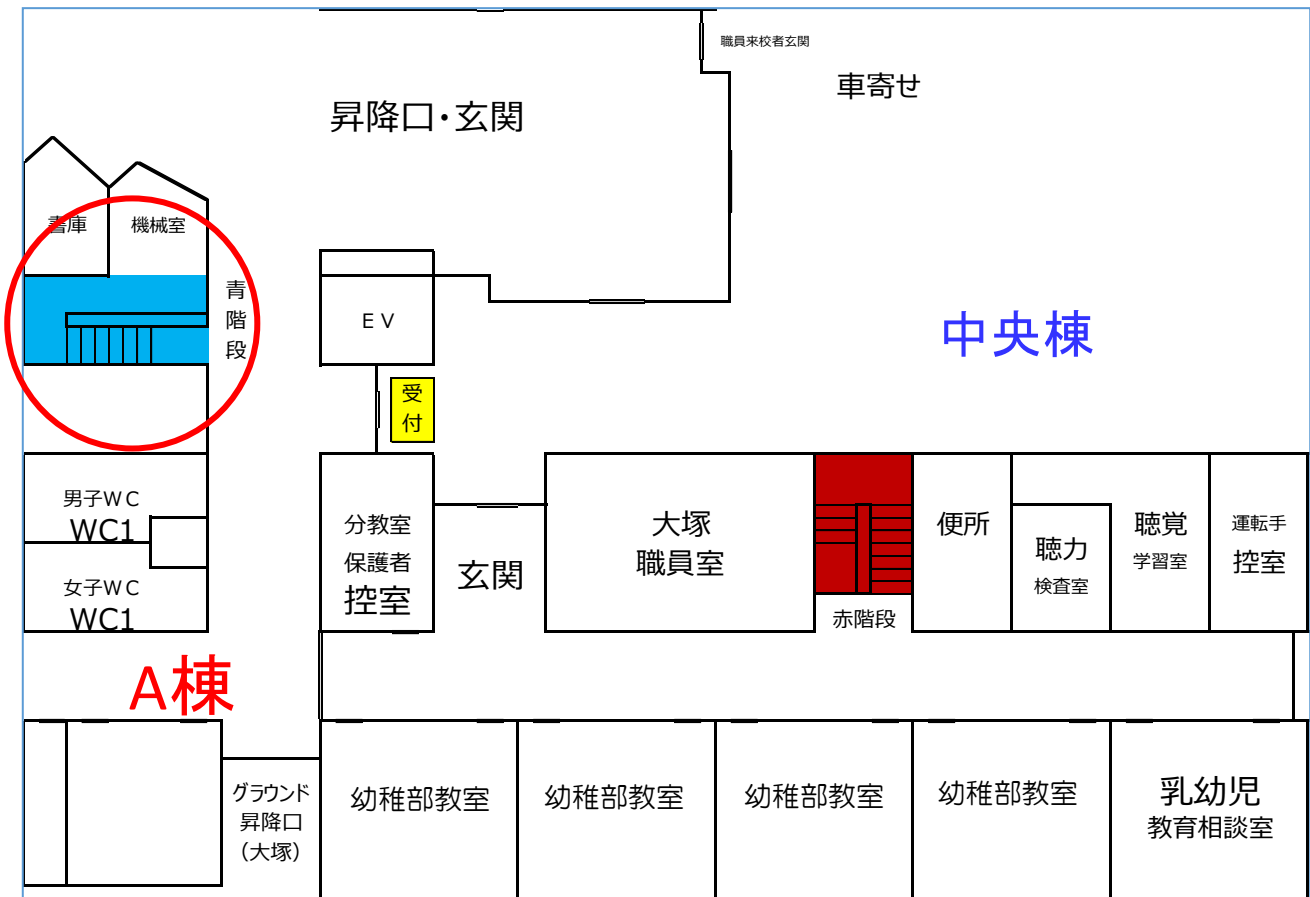 職員来校者玄関
車寄せ
昇降口・玄関
書庫
機械室
青
階
段
ＥＶ
中央棟
受
付
男子ＷＣ
WC1
女子ＷＣ
WC1
分教室
保護者
控室
玄関
大塚
職員室
赤階段
便所
聴力
検査室
聴覚
学習室
運転手
控室
A棟
グラウンド
昇降口
（大塚）
幼稚部教室
幼稚部教室
幼稚部教室
幼稚部教室
乳幼児
教育相談室